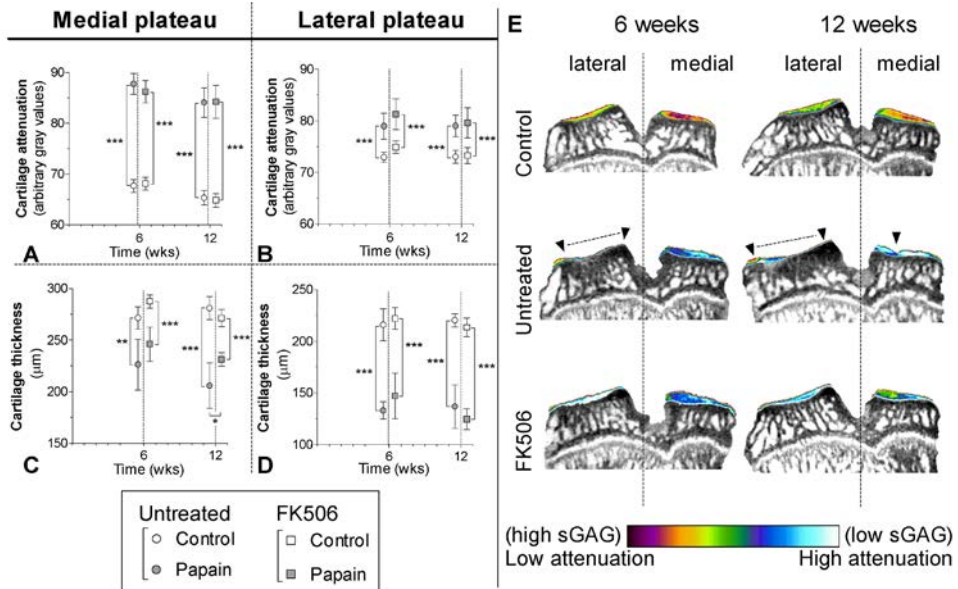 Medial plateau
Lateral plateau
Cartilage attenuation
(arbitrary gray values)
90
80
70
60
***
***
***
***
6
12
A
Time (wks)
Cartilage attenuation
(arbitrary gray values)
90
80
70
60
***
***
***
***
6
12
B
Time (wks)
Cartilage thickness
(µm)
300
250
200
150
**
***
***
***
*
6
12
C
Time (wks)
Cartilage thickness
(µm)
300
250
200
150
100
***
***
***
***
6
12
D
Time (wks)
Untreated
FK506
Control
Control
Papain
Papain
E
6 weeks
12 weeks
lateral
medial
lateral
medial
Control
Untreated
FK506
(high sGAG)
(low sGAG)
Low attenuation
High attenuation